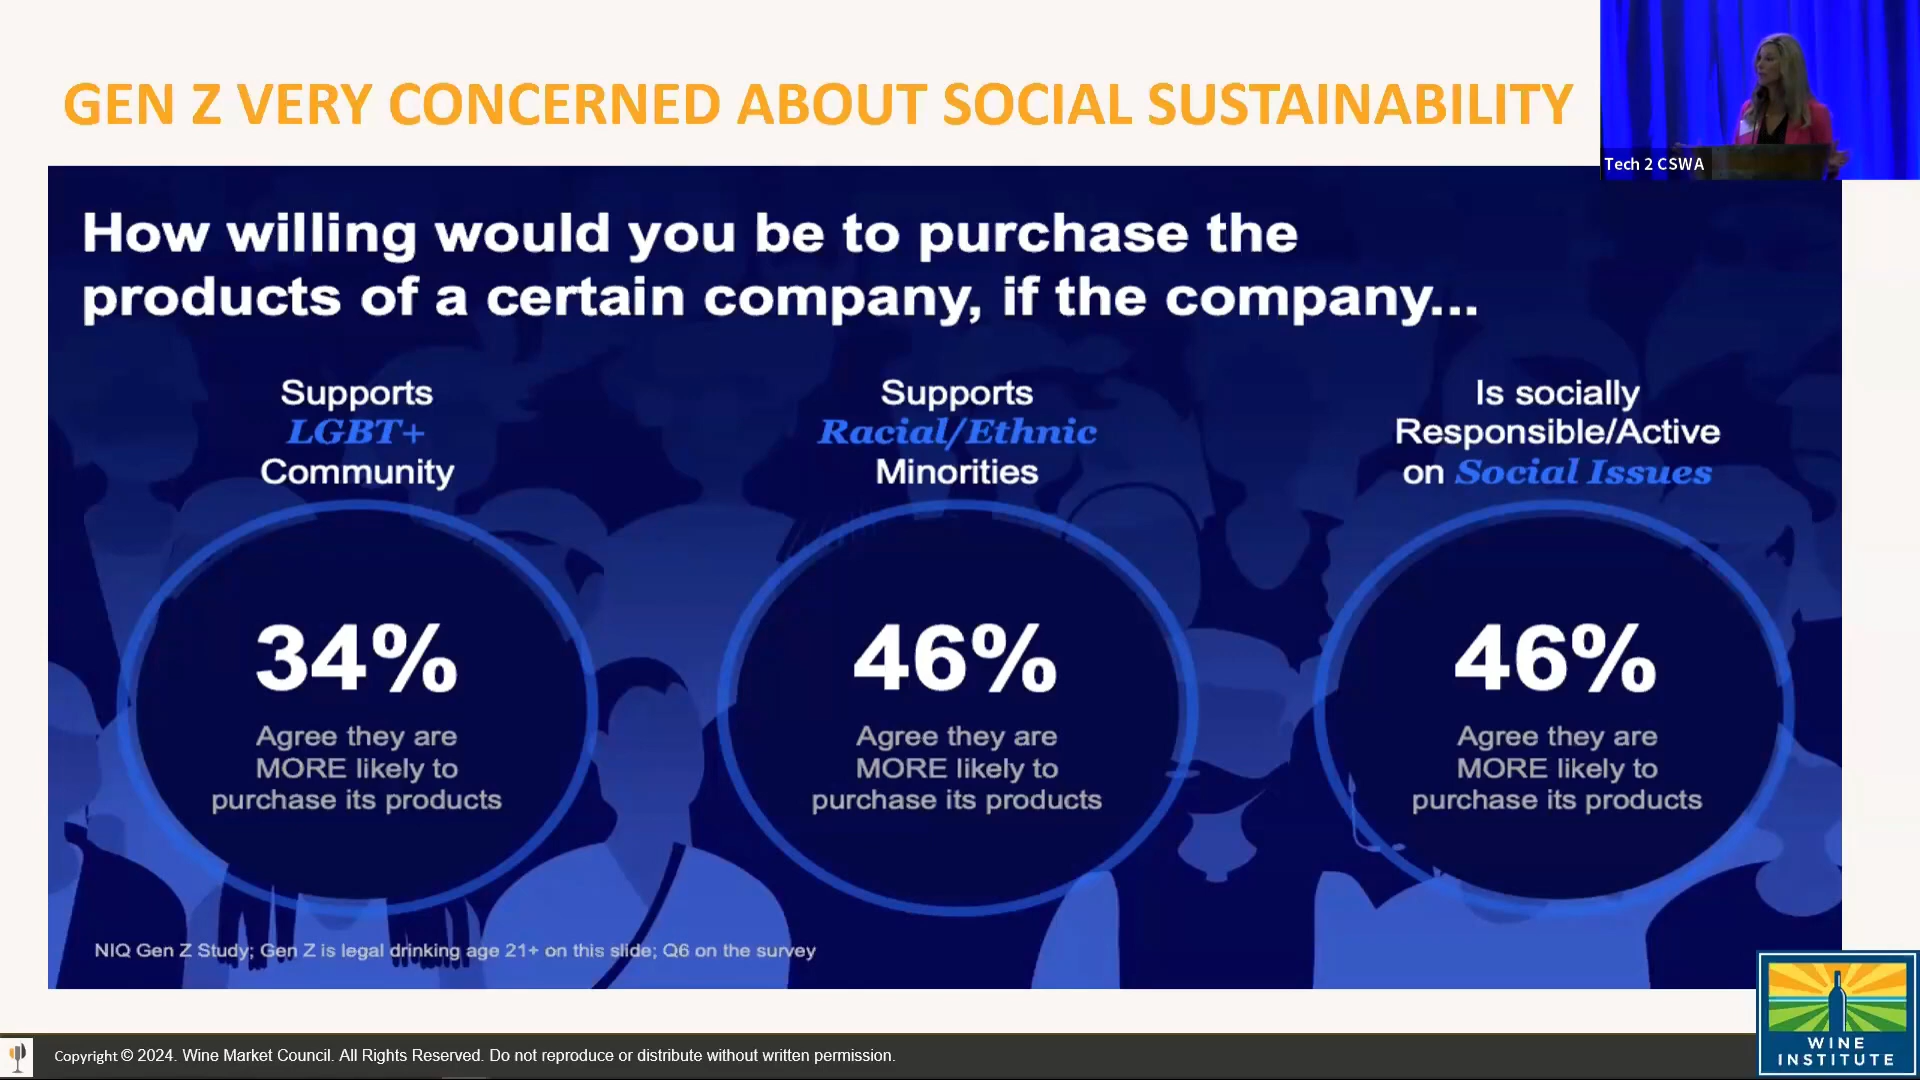 GEN Z VERY CONCERNED ABOUT SOCIAL SUSTAINABILITY
Tech 2 CSWA
How willing would you be to purchase the
products of a certain company, if the company...
Supports
LGBT+
Community
34%
Agree they are
MORE likely to
purchase its products
Supports
Racial/Ethnic
Minorities
46%
Agree they are
MORE likely to
purchase its products
Is socially
Responsible/Active
on Social Issues
46%
Agree they are
MORE likely to
purchase its products
NIQ Gen Z Study; Gen Z is legal drinking age 21+ on this slide; Q6 on the survey
Copyright © 2024. Wine Market Council. All Rights Reserved. Do not reproduce or distribute without written permission.
WINE
INSTITUTE